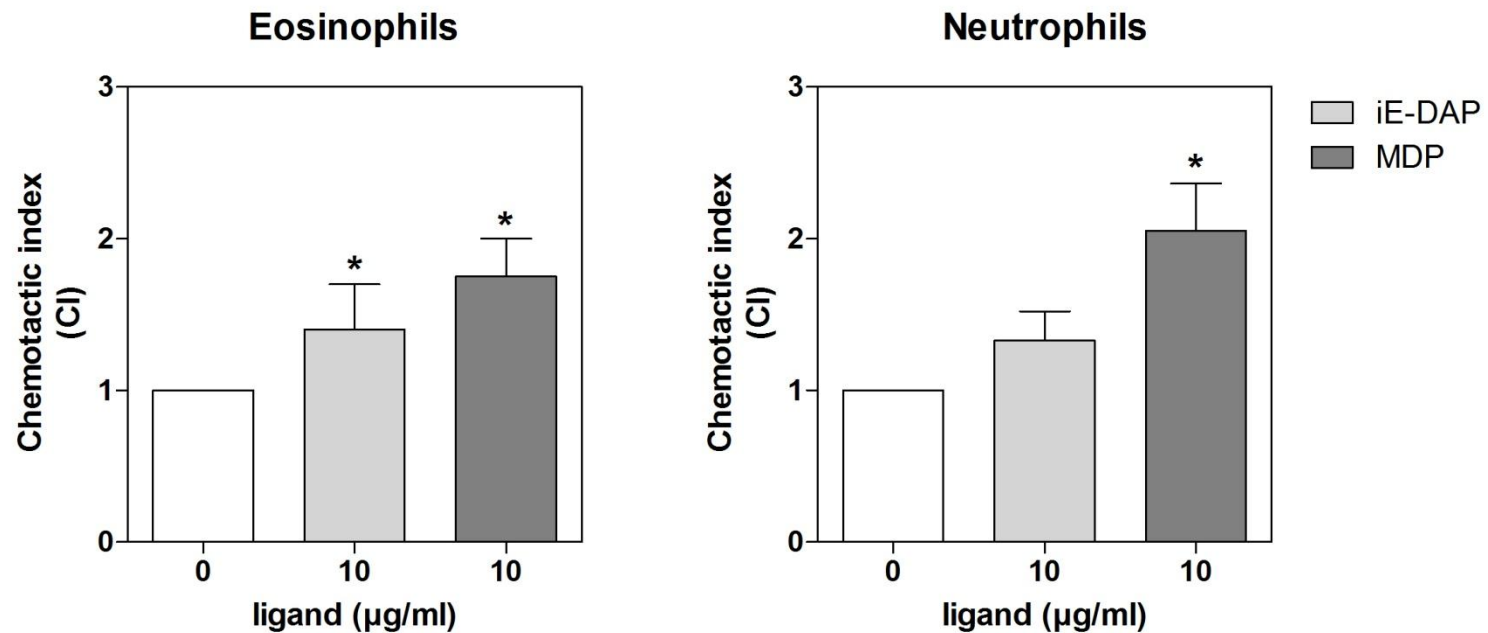 Eosinophils
3
2
1
0
Chemotactic index
(CI)
*
*
0 10 10
ligand (µg/ml)
Neutrophils
3
2
1
0
Chemotactic index
(CI)
*
0 10 10
ligand (µg/ml)
iE-DAP
MDP